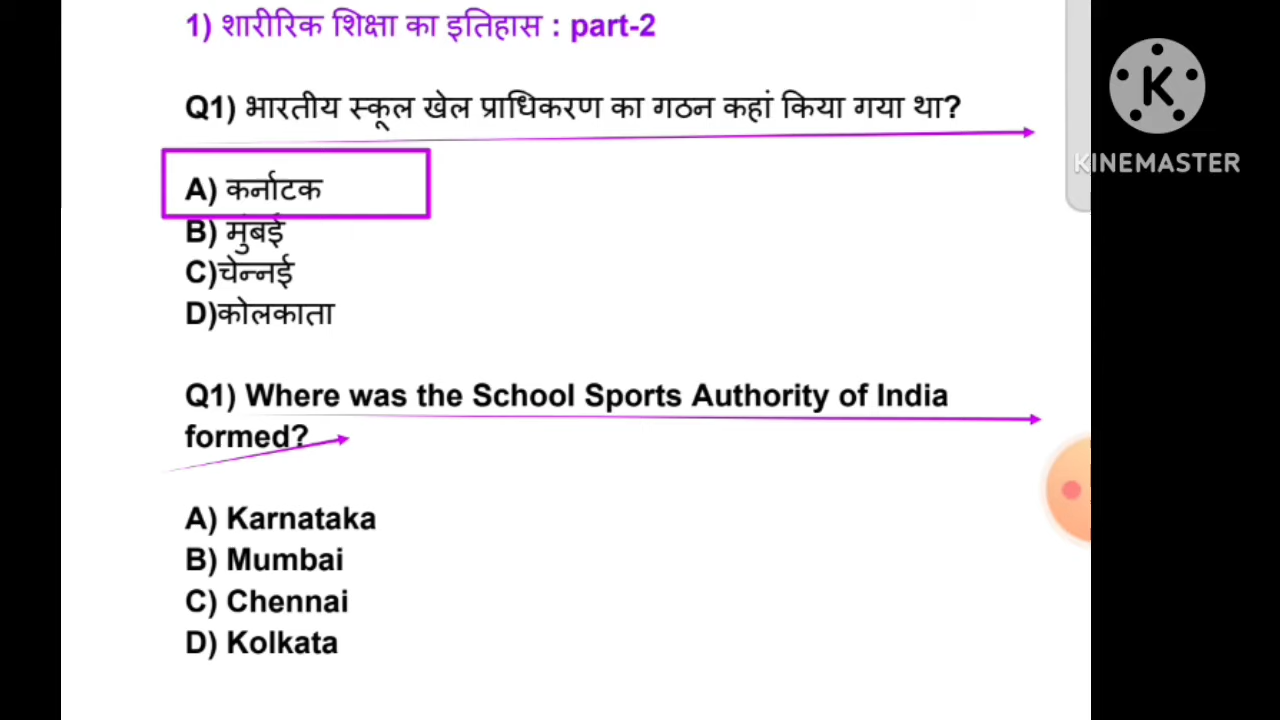 1) शारीरिक शिक्षा का इतिहास : part-2
Q1) भारतीय स्कूल खेल प्राधिकरण का गठन कहां किया गया था?
A) कर्नाटक
B) मुंबई
C)चेन्नई
D)कोलकाता
Q1) Where was the School Sports Authority of India
formed?
A) Karnataka
B) Mumbai
C) Chennai
D) Kolkata
K
KINEMASTER